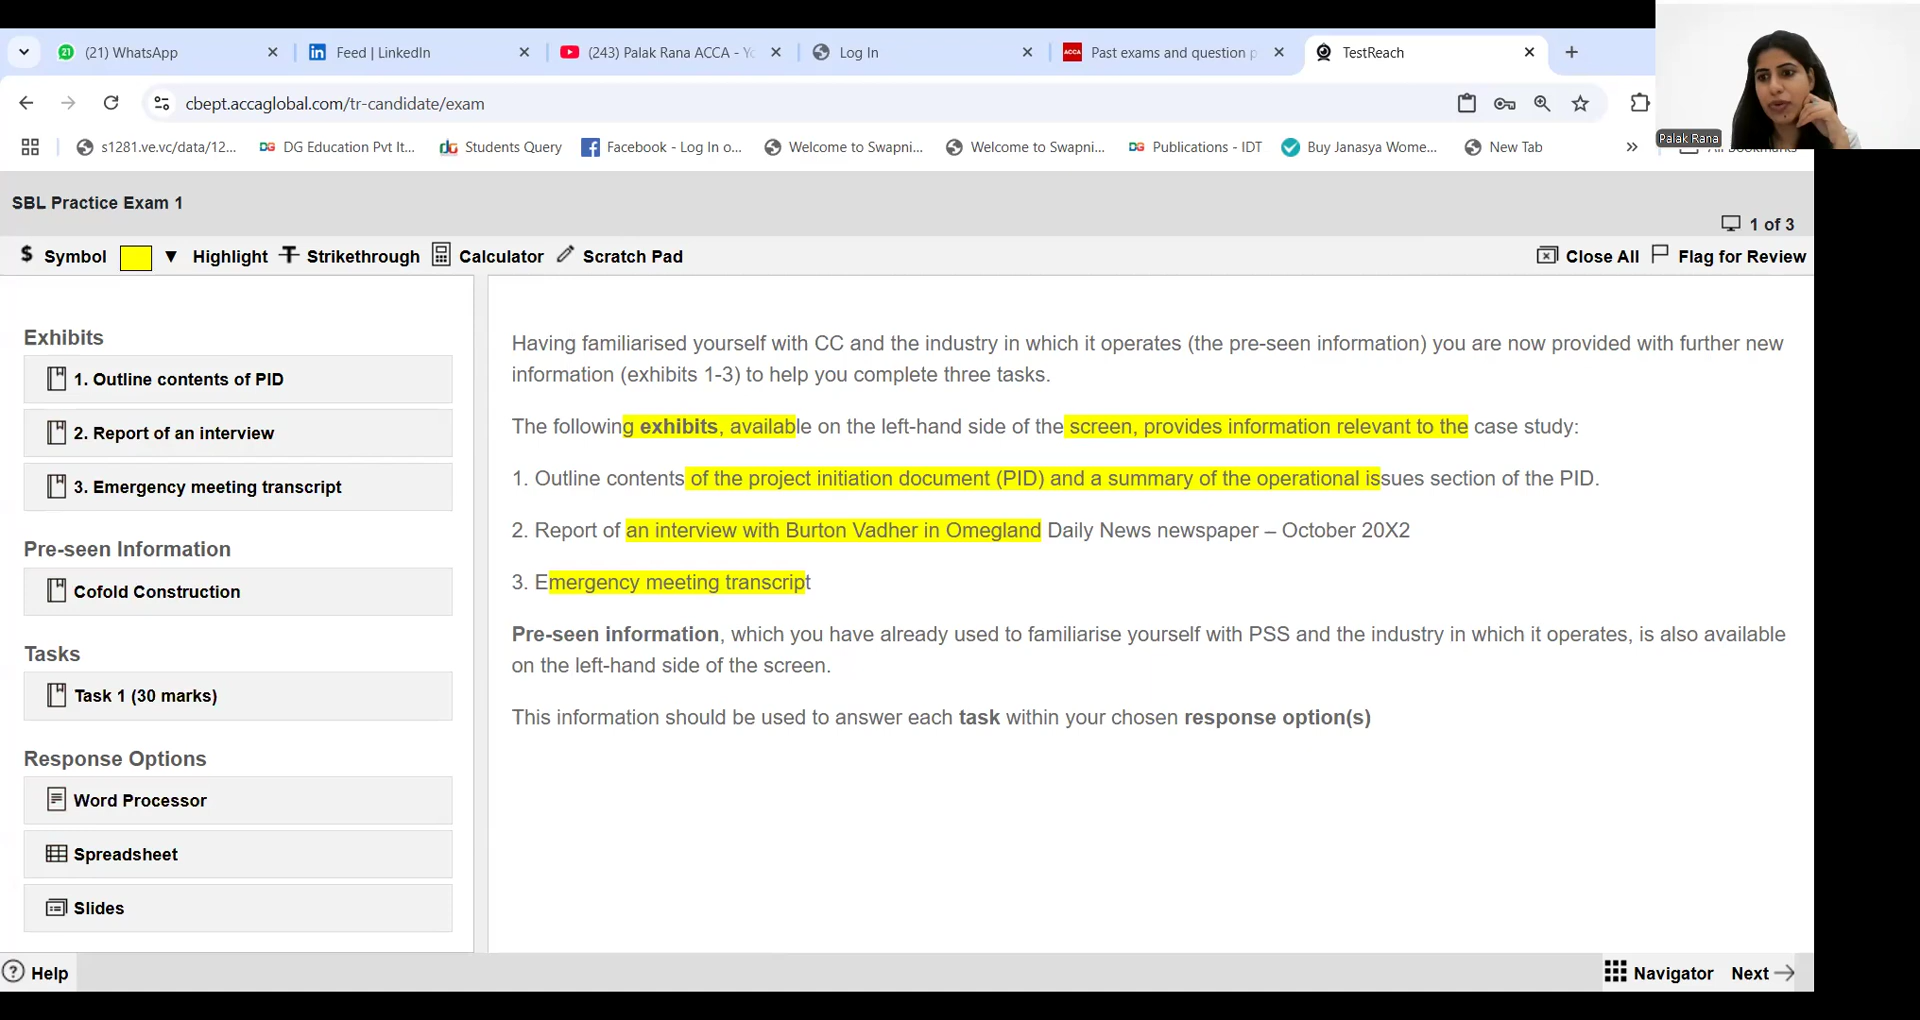 21
(21) WhatsApp
Feed | LinkedIn
(243) Palak Rana ACCA - Yo
Log In
ACCA
Past exams and question p
TestReach
cbept.accaglobal.com/tr-candidate/exam
Palak Rana
s1281.ve.vc/data/12...
DG Education Pvt It...
Students Query
Facebook - Log In o...
Welcome to Swapni...
Welcome to Swapni...
Publications - IDT
Buy Janasya Wome...
New Tab
All Bookmarks
SBL Practice Exam 1
1 of 3
Symbol
Highlight
Strikethrough
Calculator
Scratch Pad
Close All
Flag for Review
Exhibits
1. Outline contents of PID
2. Report of an interview
3. Emergency meeting transcript
Pre-seen Information
Cofold Construction
Tasks
Task 1 (30 marks)
Response Options
Word Processor
Spreadsheet
Slides
Having familiarised yourself with CC and the industry in which it operates (the pre-seen information) you are now provided with further new
information (exhibits 1-3) to help you complete three tasks.
The following exhibits, available on the left-hand side of the screen, provides information relevant to the case study:
1. Outline contents of the project initiation document (PID) and a summary of the operational issues section of the PID.
2. Report of an interview with Burton Vadher in Omegland Daily News newspaper – October 20X2
3. Emergency meeting transcript
Pre-seen information, which you have already used to familiarise yourself with PSS and the industry in which it operates, is also available
on the left-hand side of the screen.
This information should be used to answer each task within your chosen response option(s)
Help
Navigator
Next